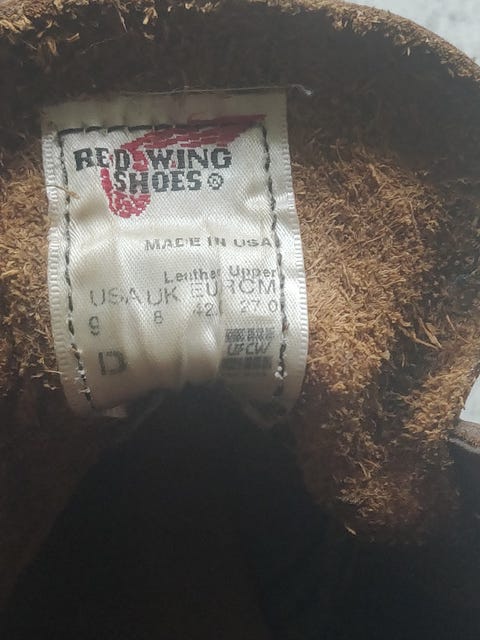 RED WING
SHOES®
MADE IN USA
Leather Upper
USA UK EUR CM
9 8 42 27.0
D
UFCW